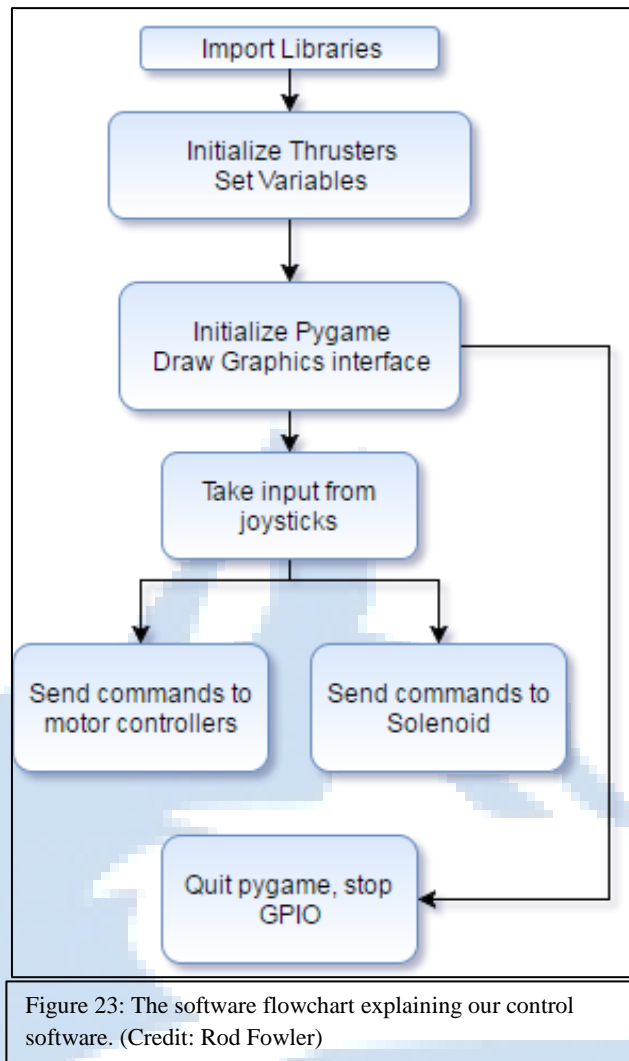 Import Libraries
Initialize Thrusters
Set Variables
Initialize Pygame
Draw Graphics interface
Take input from
joysticks
Send commands to
motor controllers
Send commands to
Solenoid
Quit pygame, stop
GPIO
Figure 23: The software flowchart explaining our control
software. (Credit: Rod Fowler)